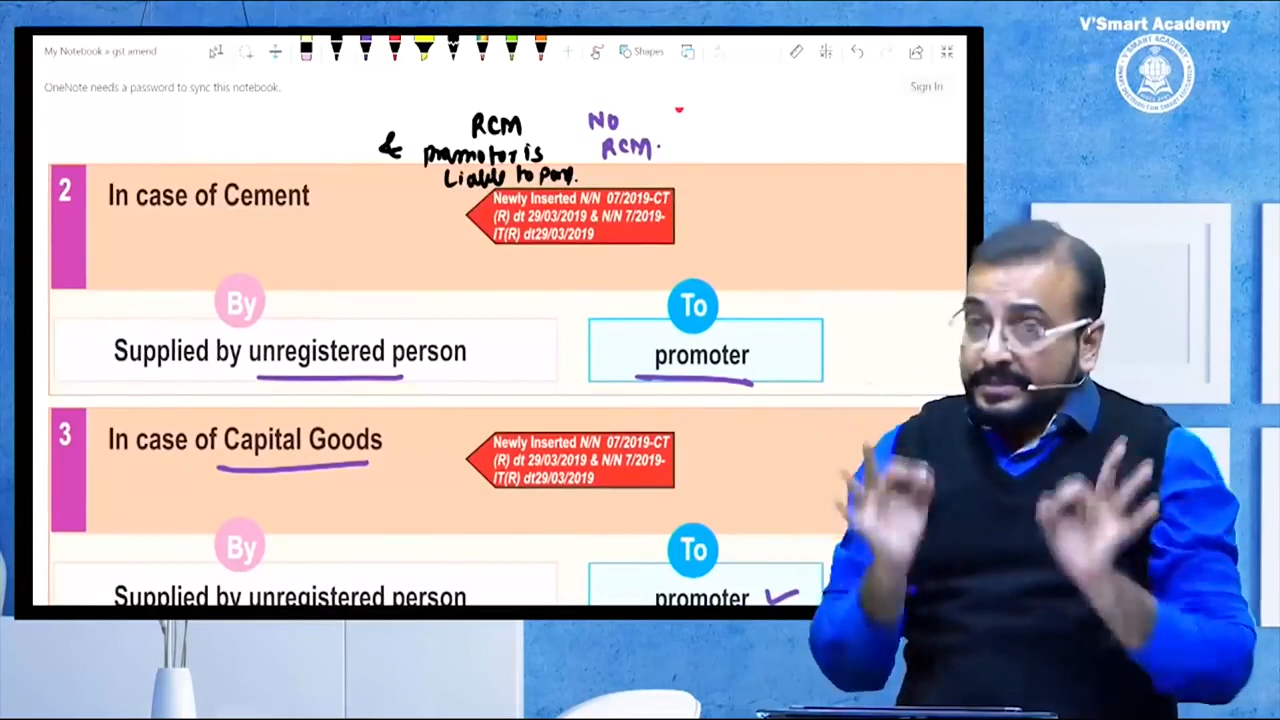 V'Smart Academy
My Notebook » gst amend
Shapes
OneNote needs a password to sync this notebook.
Sign In
RCM
& promotor is
Liable to pay.
NO
RCM.
2
In case of Cement
Newly Inserted N/N 07/2019-CT
(R) dt 29/03/2019 & N/N 7/2019-
IT(R) dt29/03/2019
By
To
Supplied by unregistered person
promoter
3
In case of Capital Goods
Newly Inserted N/N 07/2019-CT
(R) dt 29/03/2019 & N/N 7/2019-
IT(R) dt29/03/2019
By
To
Supplied by unregistered person
promoter
V'SMART ACADEMY